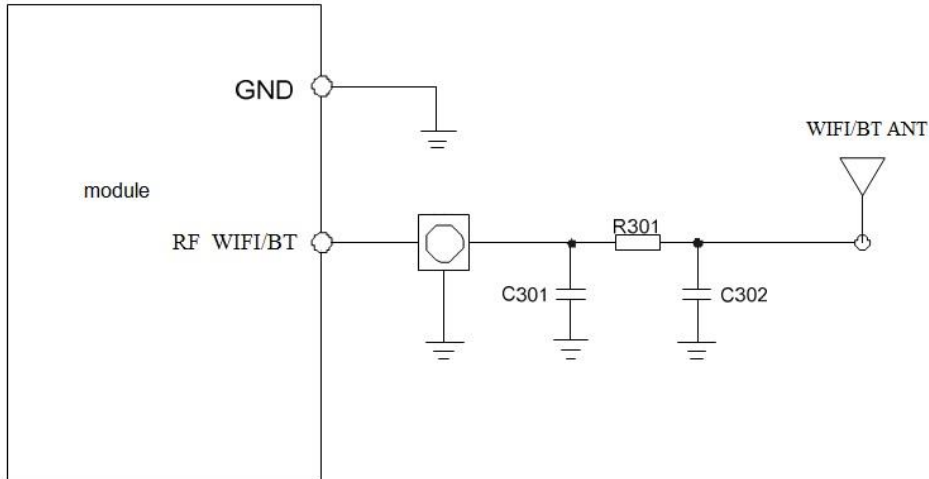 GND
WIFI/BT ANT
module
R301
RF WIFI/BT
C301
C302